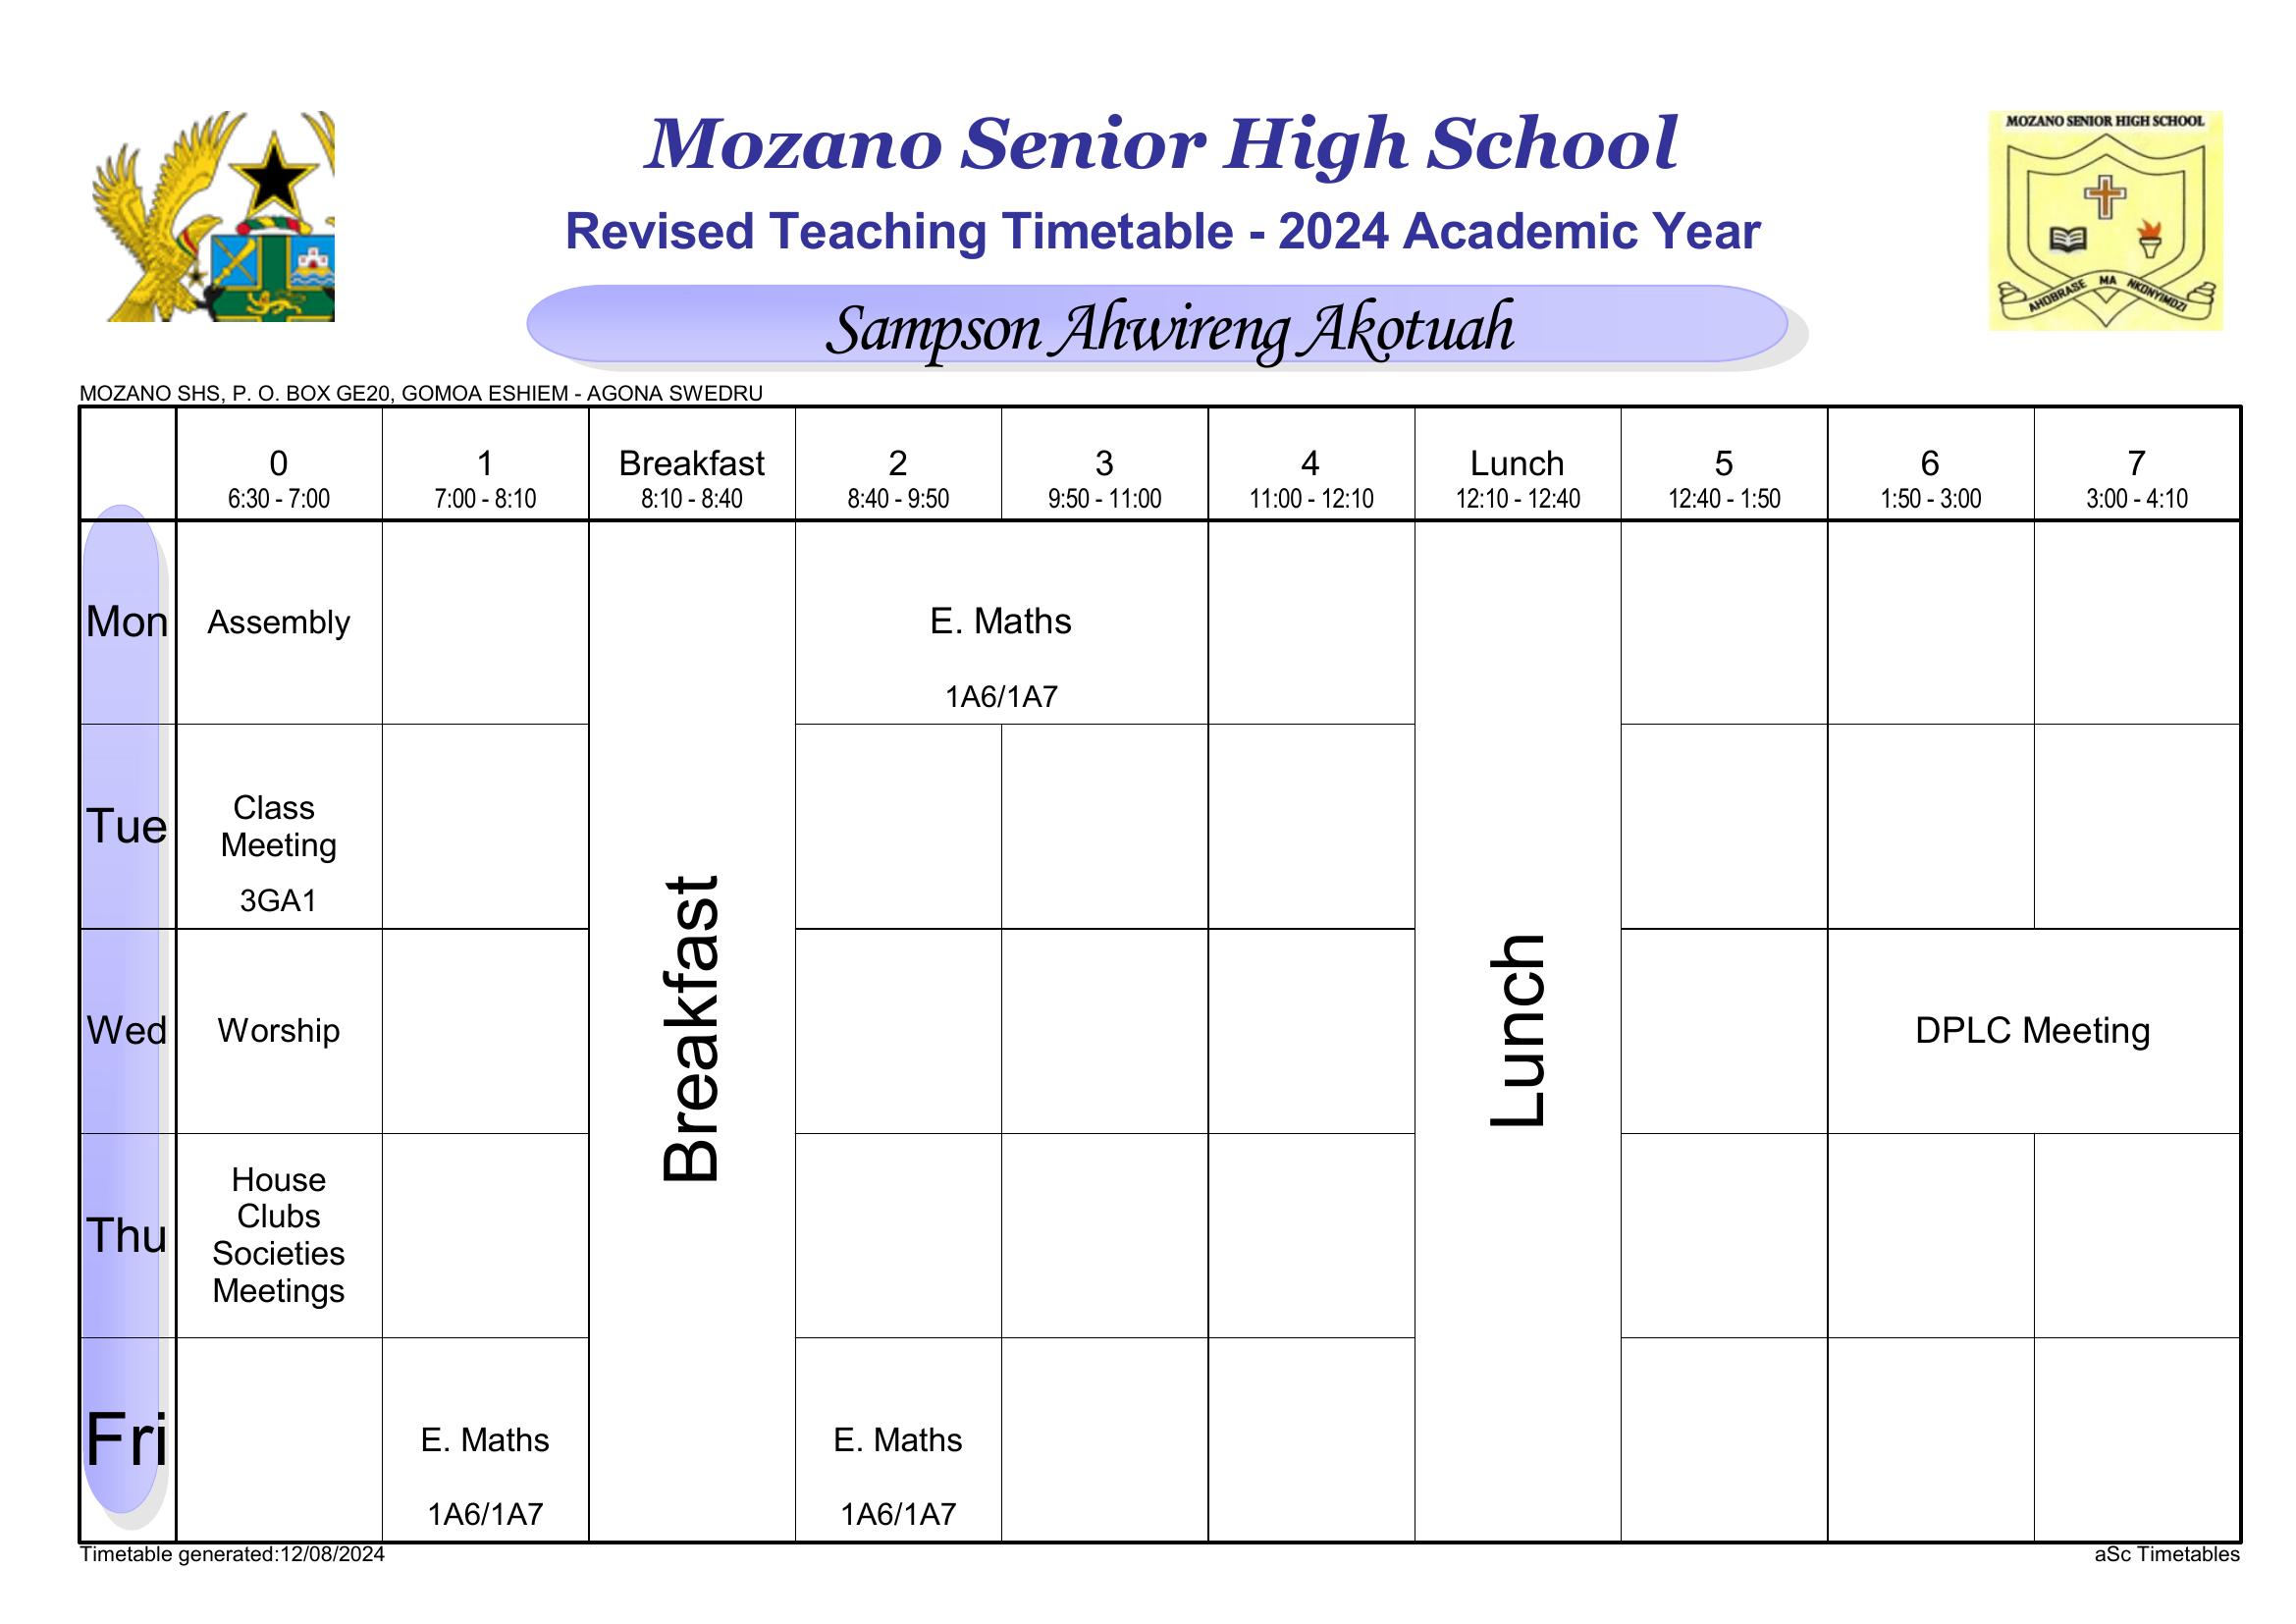 Mozano Senior High School
Revised Teaching Timetable - 2024 Academic Year
Sampson Ahwireng Akotuah
MOZANO SENIOR HIGH SCHOOL
AHOBRASE MA NKONYIMDZI
MOZANO SHS, P. O. BOX GE20, GOMOA ESHIEM - AGONA SWEDRU
0 1 Breakfast 2 3 4 Lunch 5 6 7
6:30 - 7:00 7:00 - 8:10 8:10 - 8:40 8:40 - 9:50 9:50 - 11:00 11:00 - 12:10 12:10 - 12:40 12:40 - 1:50 1:50 - 3:00 3:00 - 4:10
Mon Assembly E. Maths
1A6/1A7
Tue
Class
Meeting
3GA1
Breakfast
Lunch
Wed Worship DPLC Meeting
Thu
House
Clubs
Societies
Meetings
Fri E. Maths E. Maths
1A6/1A7 1A6/1A7
Timetable generated:12/08/2024 aSc Timetables